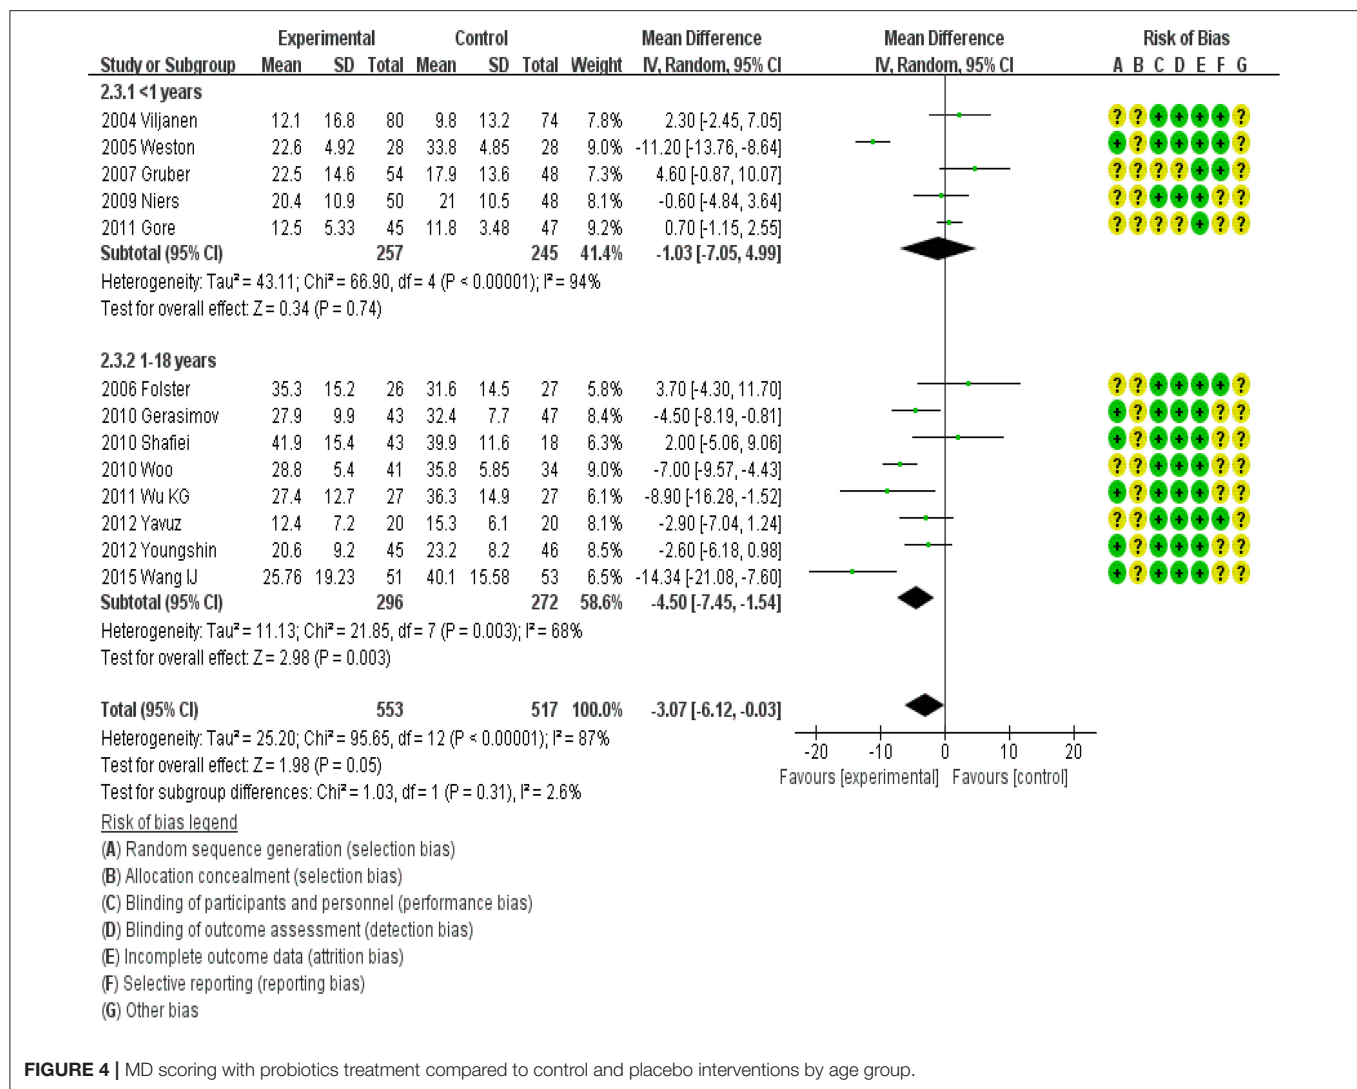 Experimental Control Mean Difference Mean Difference Risk of Bias
Study or Subgroup Mean SD Total Mean SD Total Weight IV, Random, 95% CI IV, Random, 95% CI A B C D E F G
2.3.1 <1 years
2004 Viljanen 12.1 16.8 80 9.8 13.2 74 7.8% 2.30 [-2.45, 7.05] ? ? + + + + ?
2005 Weston 22.6 4.92 28 33.8 4.85 28 9.0% -11.20 [-13.76, -8.64] + ? + + + + ?
2007 Gruber 22.5 14.6 54 17.9 13.6 48 7.3% 4.60 [-0.87, 10.07] ? ? ? ? + + ?
2009 Niers 20.4 10.9 50 21 10.5 48 8.1% -0.60 [-4.84, 3.64] ? ? + + + ? ?
2011 Gore 12.5 5.33 45 11.8 3.48 47 9.2% 0.70 [-1.15, 2.55] ? ? ? ? + ? ?
Subtotal (95% CI) 257 245 41.4% -1.03 [-7.05, 4.99]
Heterogeneity: Tau² = 43.11; Chi² = 66.90, df = 4 (P < 0.00001); I² = 94%
Test for overall effect: Z = 0.34 (P = 0.74)
2.3.2 1-18 years
2006 Folster 35.3 15.2 26 31.6 14.5 27 5.8% 3.70 [-4.30, 11.70] ? ? + + + + ?
2010 Gerasimov 27.9 9.9 43 32.4 7.7 47 8.4% -4.50 [-8.19, -0.81] + ? + + + ? ?
2010 Shafiei 41.9 15.4 43 39.9 11.6 18 6.3% 2.00 [-5.06, 9.06] + ? + + + ? ?
2010 Woo 28.8 5.4 41 35.8 5.85 34 9.0% -7.00 [-9.57, -4.43] ? ? + + + ? ?
2011 Wu KG 27.4 12.7 27 36.3 14.9 27 6.1% -8.90 [-16.28, -1.52] + ? + + + ? ?
2012 Yavuz 12.4 7.2 20 15.3 6.1 20 8.1% -2.90 [-7.04, 1.24] ? ? + + + + ?
2012 Youngshin 20.6 9.2 45 23.2 8.2 46 8.5% -2.60 [-6.18, 0.98] + ? + + + ? ?
2015 Wang IJ 25.76 19.23 51 40.1 15.58 53 6.5% -14.34 [-21.08, -7.60] + ? + + + ? ?
Subtotal (95% CI) 296 272 58.6% -4.50 [-7.45, -1.54]
Heterogeneity: Tau² = 11.13; Chi² = 21.85, df = 7 (P = 0.003); I² = 68%
Test for overall effect: Z = 2.98 (P = 0.003)
Total (95% CI) 553 517 100.0% -3.07 [-6.12, -0.03]
Heterogeneity: Tau² = 25.20; Chi² = 95.65, df = 12 (P < 0.00001); I² = 87%
Test for overall effect: Z = 1.98 (P = 0.05)
Test for subgroup differences: Chi² = 1.03, df = 1 (P = 0.31), I² = 2.6%
-20 -10 0 10 20
Favours [experimental] Favours [control]
Risk of bias legend
(A) Random sequence generation (selection bias)
(B) Allocation concealment (selection bias)
(C) Blinding of participants and personnel (performance bias)
(D) Blinding of outcome assessment (detection bias)
(E) Incomplete outcome data (attrition bias)
(F) Selective reporting (reporting bias)
(G) Other bias
FIGURE 4 | MD scoring with probiotics treatment compared to control and placebo interventions by age group.